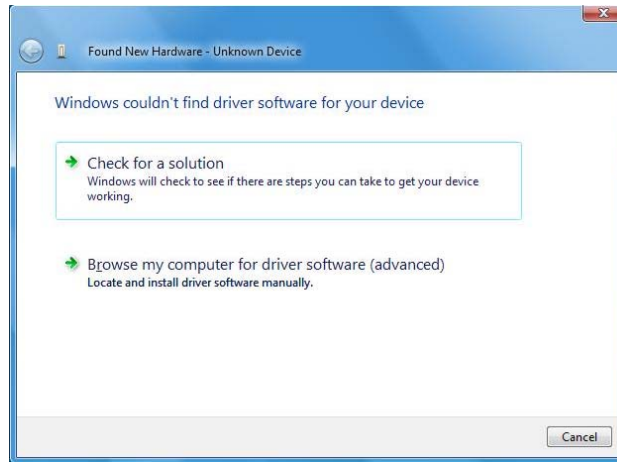 Found New Hardware - Unknown Device
Windows couldn't find driver software for your device
Check for a solution
Windows will check to see if there are steps you can take to get your device
working.
Browse my computer for driver software (advanced)
Locate and install driver software manually.
Cancel